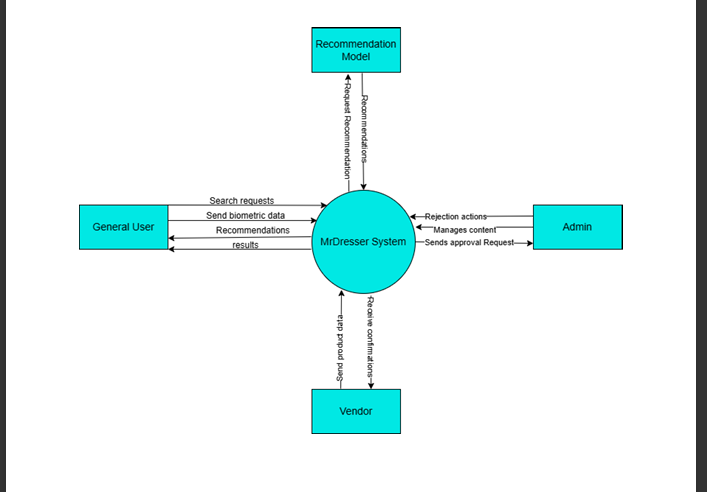 Recommendation
Model
Request Recommendation
Recommendations
Search requests
Send biometric data
Recommendations
results
General User
MrDresser System
Rejection actions
Manages content
Sends approval Request
Admin
Send product data
Receive confirmations
Vendor